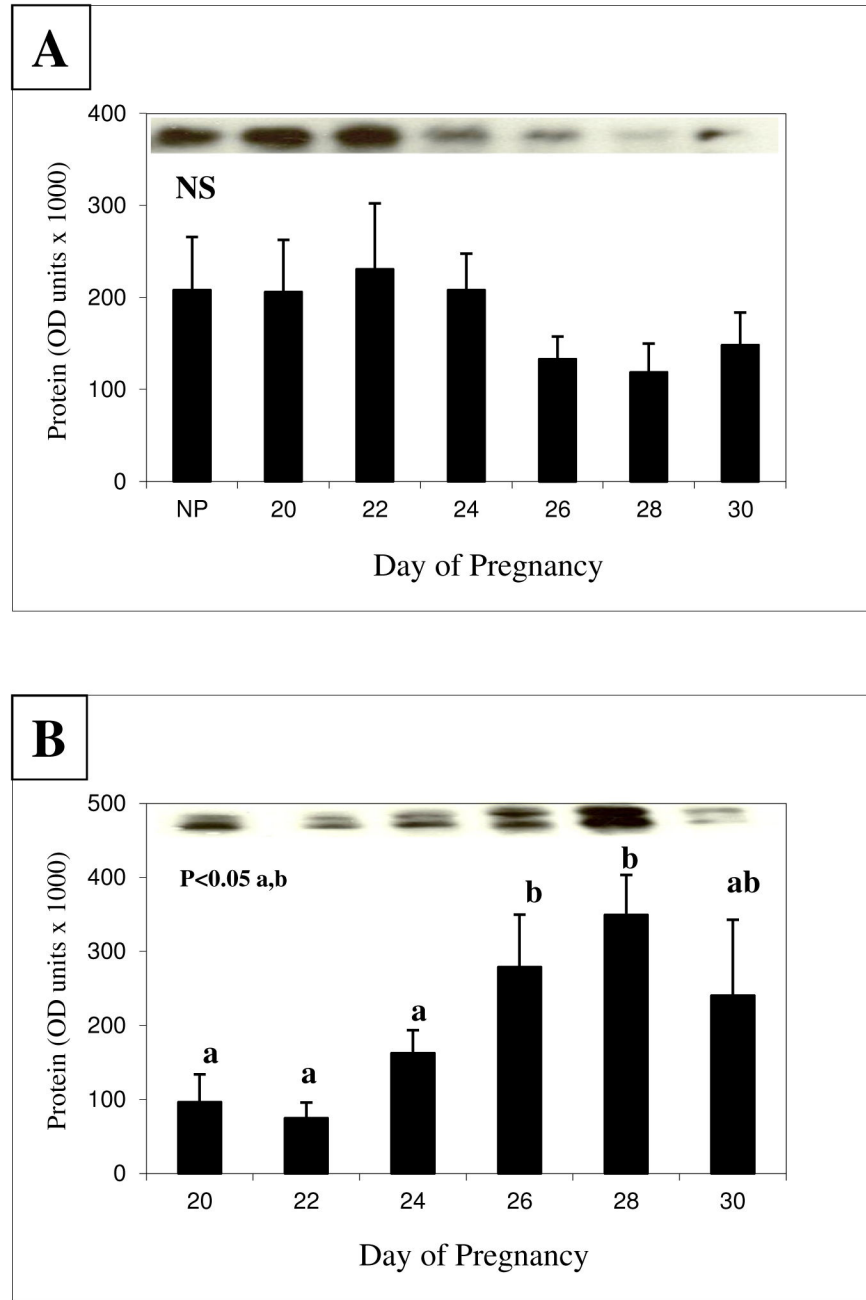 A
400
300
200
100
0
Protein (OD units x 1000)
NS
NP 20 22 24 26 28 30
Day of Pregnancy
B
500
400
300
200
100
0
Protein (OD units x 1000)
P<0.05 a,b
a a a b b ab
20 22 24 26 28 30
Day of Pregnancy